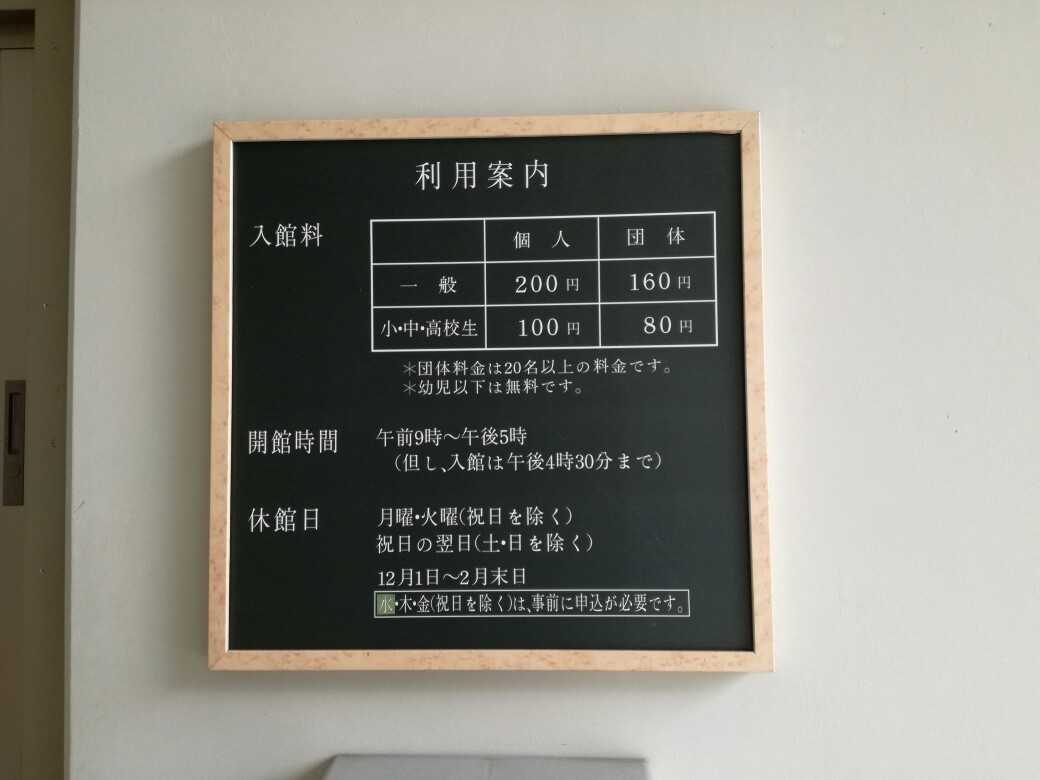 利用案内
入館料
個人 団体
一般 200円 160円
小・中・高校生 100円 80円
＊団体料金は20名以上の料金です。
＊幼児以下は無料です。
開館時間 午前9時～午後5時
（但し、入館は午後4時30分まで）
休館日 月曜・火曜(祝日を除く)
祝日の翌日(土・日を除く)
12月1日～2月末日
水・木・金(祝日を除く)は、事前に申込が必要です。